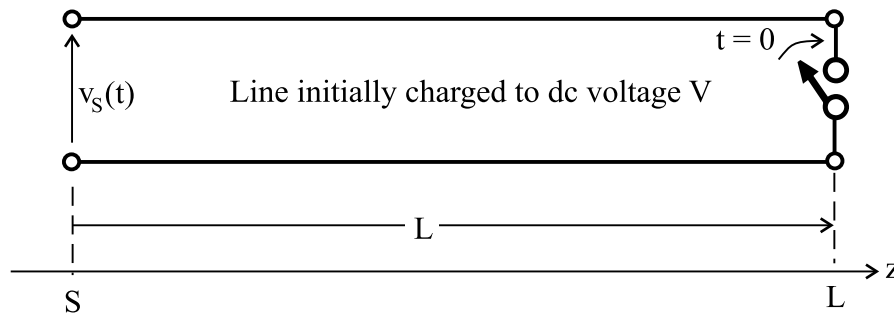 t = 0
v_S(t)
Line initially charged to dc voltage V
L
z
S
L